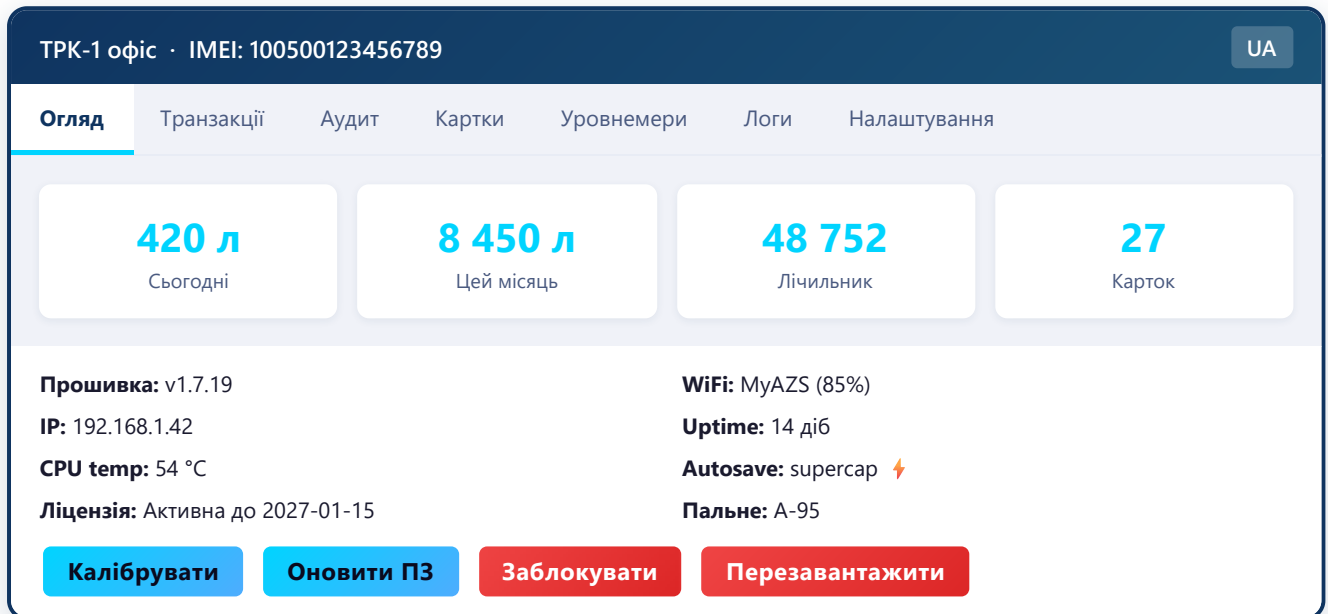 ТРК-1 офіс · IMEI: 100500123456789
UA
Огляд Транзакції Аудит Картки Уровнемери Логи Налаштування
420 л 8 450 л 48 752 27
Сьогодні Цей місяць Лічильник Карток
Прошивка: v1.7.19
WiFi: MyAZS (85%)
IP: 192.168.1.42
Uptime: 14 діб
CPU temp: 54 °C
Autosave: supercap ⚡
Ліцензія: Активна до 2027-01-15
Пальне: А-95
Калібрувати Оновити ПЗ Заблокувати Перезавантажити